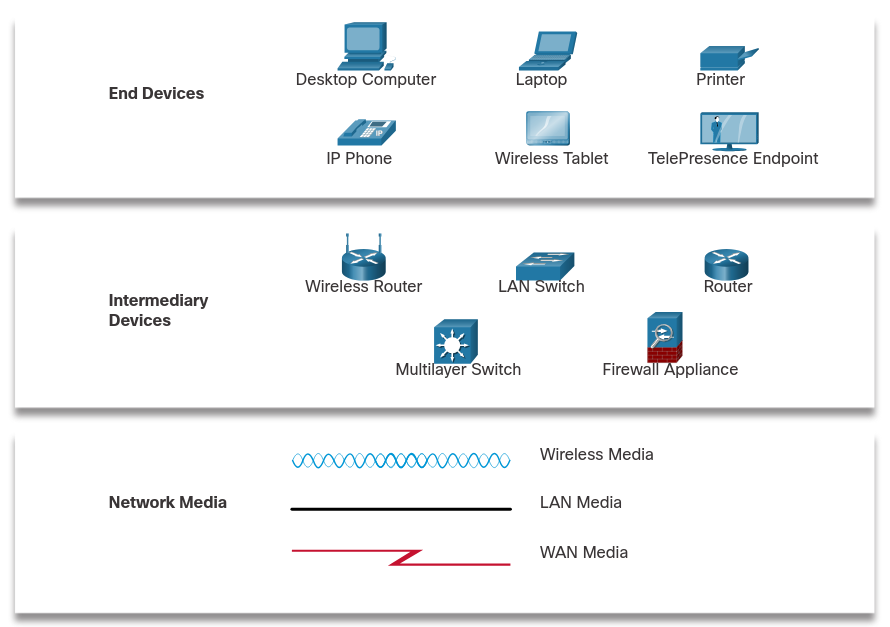 End Devices
Desktop Computer
Laptop
Printer
IP
IP Phone
Wireless Tablet
TelePresence Endpoint
Intermediary
Devices
Wireless Router
LAN Switch
Router
Multilayer Switch
Firewall Appliance
Network Media
Wireless Media
LAN Media
WAN Media